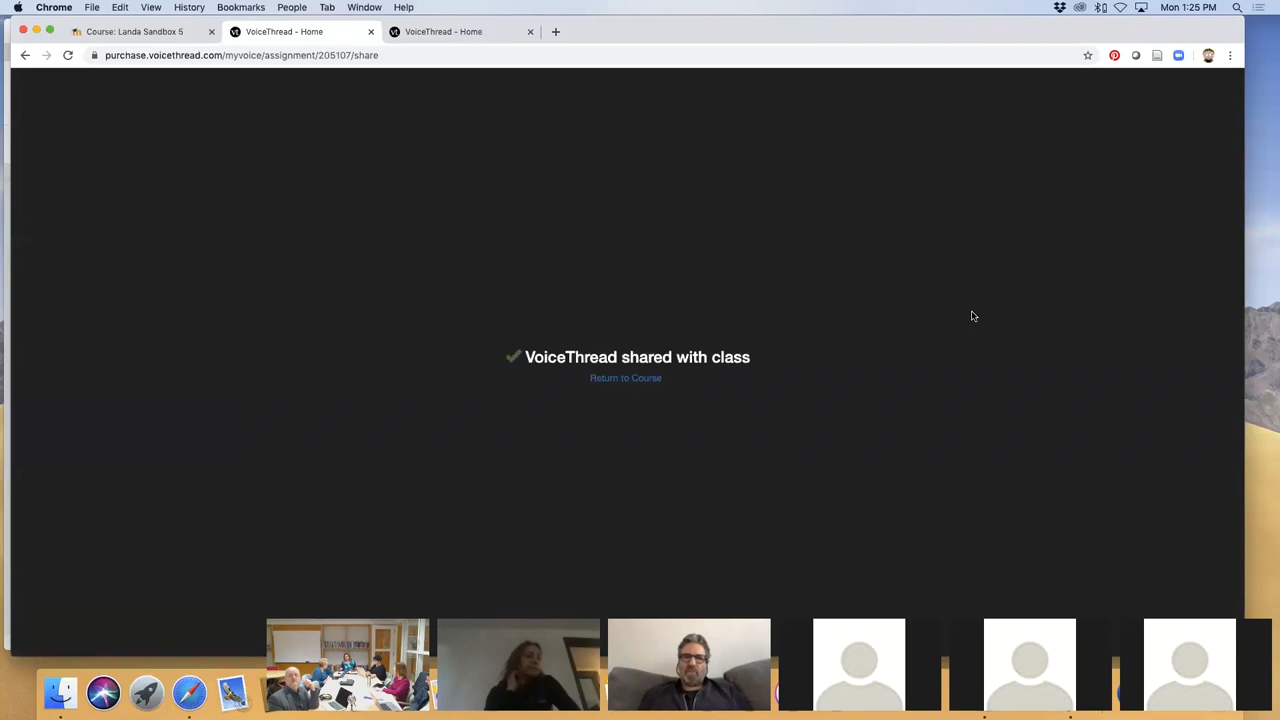 Chrome File Edit View History Bookmarks People Tab Window Help Mon 1:25 PM
Course: Landa Sandbox 5 VoiceThread - Home VoiceThread - Home
purchase.voicethread.com/myvoice/assignment/205107/share
VoiceThread shared with class
Return to Course